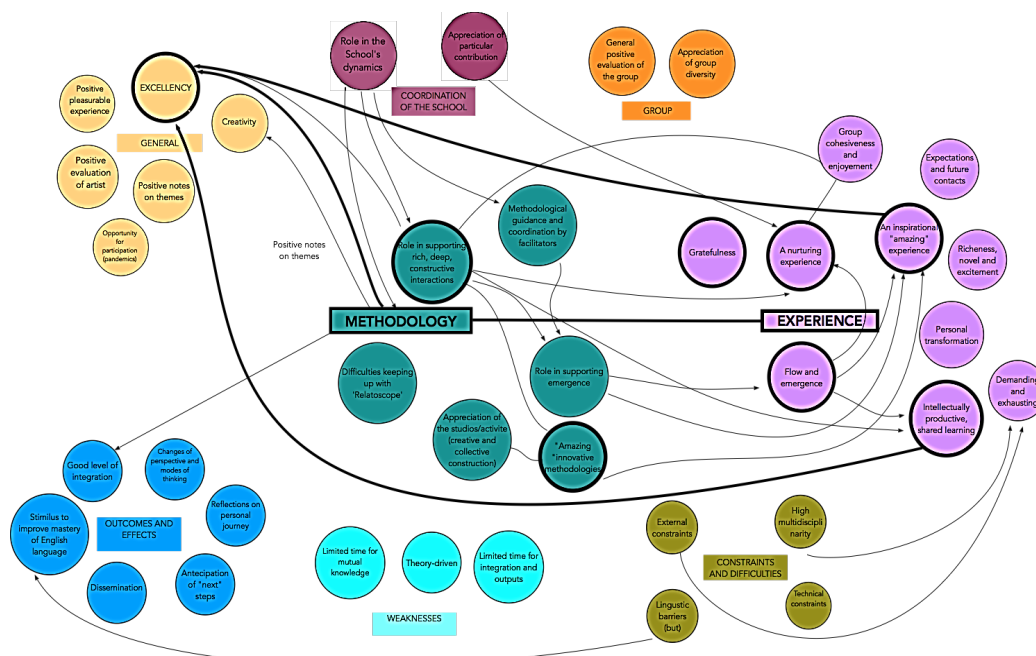 Role in the
School's
dynamics
Appreciation of
particular
contribution
COORDINATION
OF THE SCHOOL
General
positive
evaluation of
the group
Appreciation
of group
diversity
GROUP
EXCELLENCY
Positive
pleasurable
experience
Creativity
GENERAL
Positive
evaluation
of artist
Positive notes
on themes
Opportunity
for
participation
(pandemics)
Positive notes
on themes
Group
cohesiveness
and
enjoyement
Expectations
and future
contacts
Methodological
guidance and
coordination by
facilitators
Role in supporting
rich, deep,
constructive
interactions
Gratefulness
A nurturing
experience
An inspirational
"amazing"
experience
Richeness,
novel and
excitement
METHODOLOGY
EXPERIENCE
Personal
transformation
DIfficulties keeping
up with
'Relatoscope'
Role in supporting
emergence
Flow and
emergence
Demanding
and
exhausting
Intellectually
productive,
shared learning
Appreciation of
the studios/activite
(creative and
collective
construction)
"Amazing
"innovative
methodologies
Good level of
integration
Changes of
perspective and
modes of
thinking
Stimilus to
improve mastery
of English
language
OUTCOMES AND
EFFECTS
Reflections on
personal
journey
Dissemination
Antecipation
of "next"
steps
Limited time for
mutual
knowledge
Theory-driven
Limited time for
integration and
outputs
WEAKNESSES
External
constraints
High
multidiscipli
narity
CONSTRAINTS
AND DIFFICULTIES
Lingustic
barriers
(but)
Technical
constraints